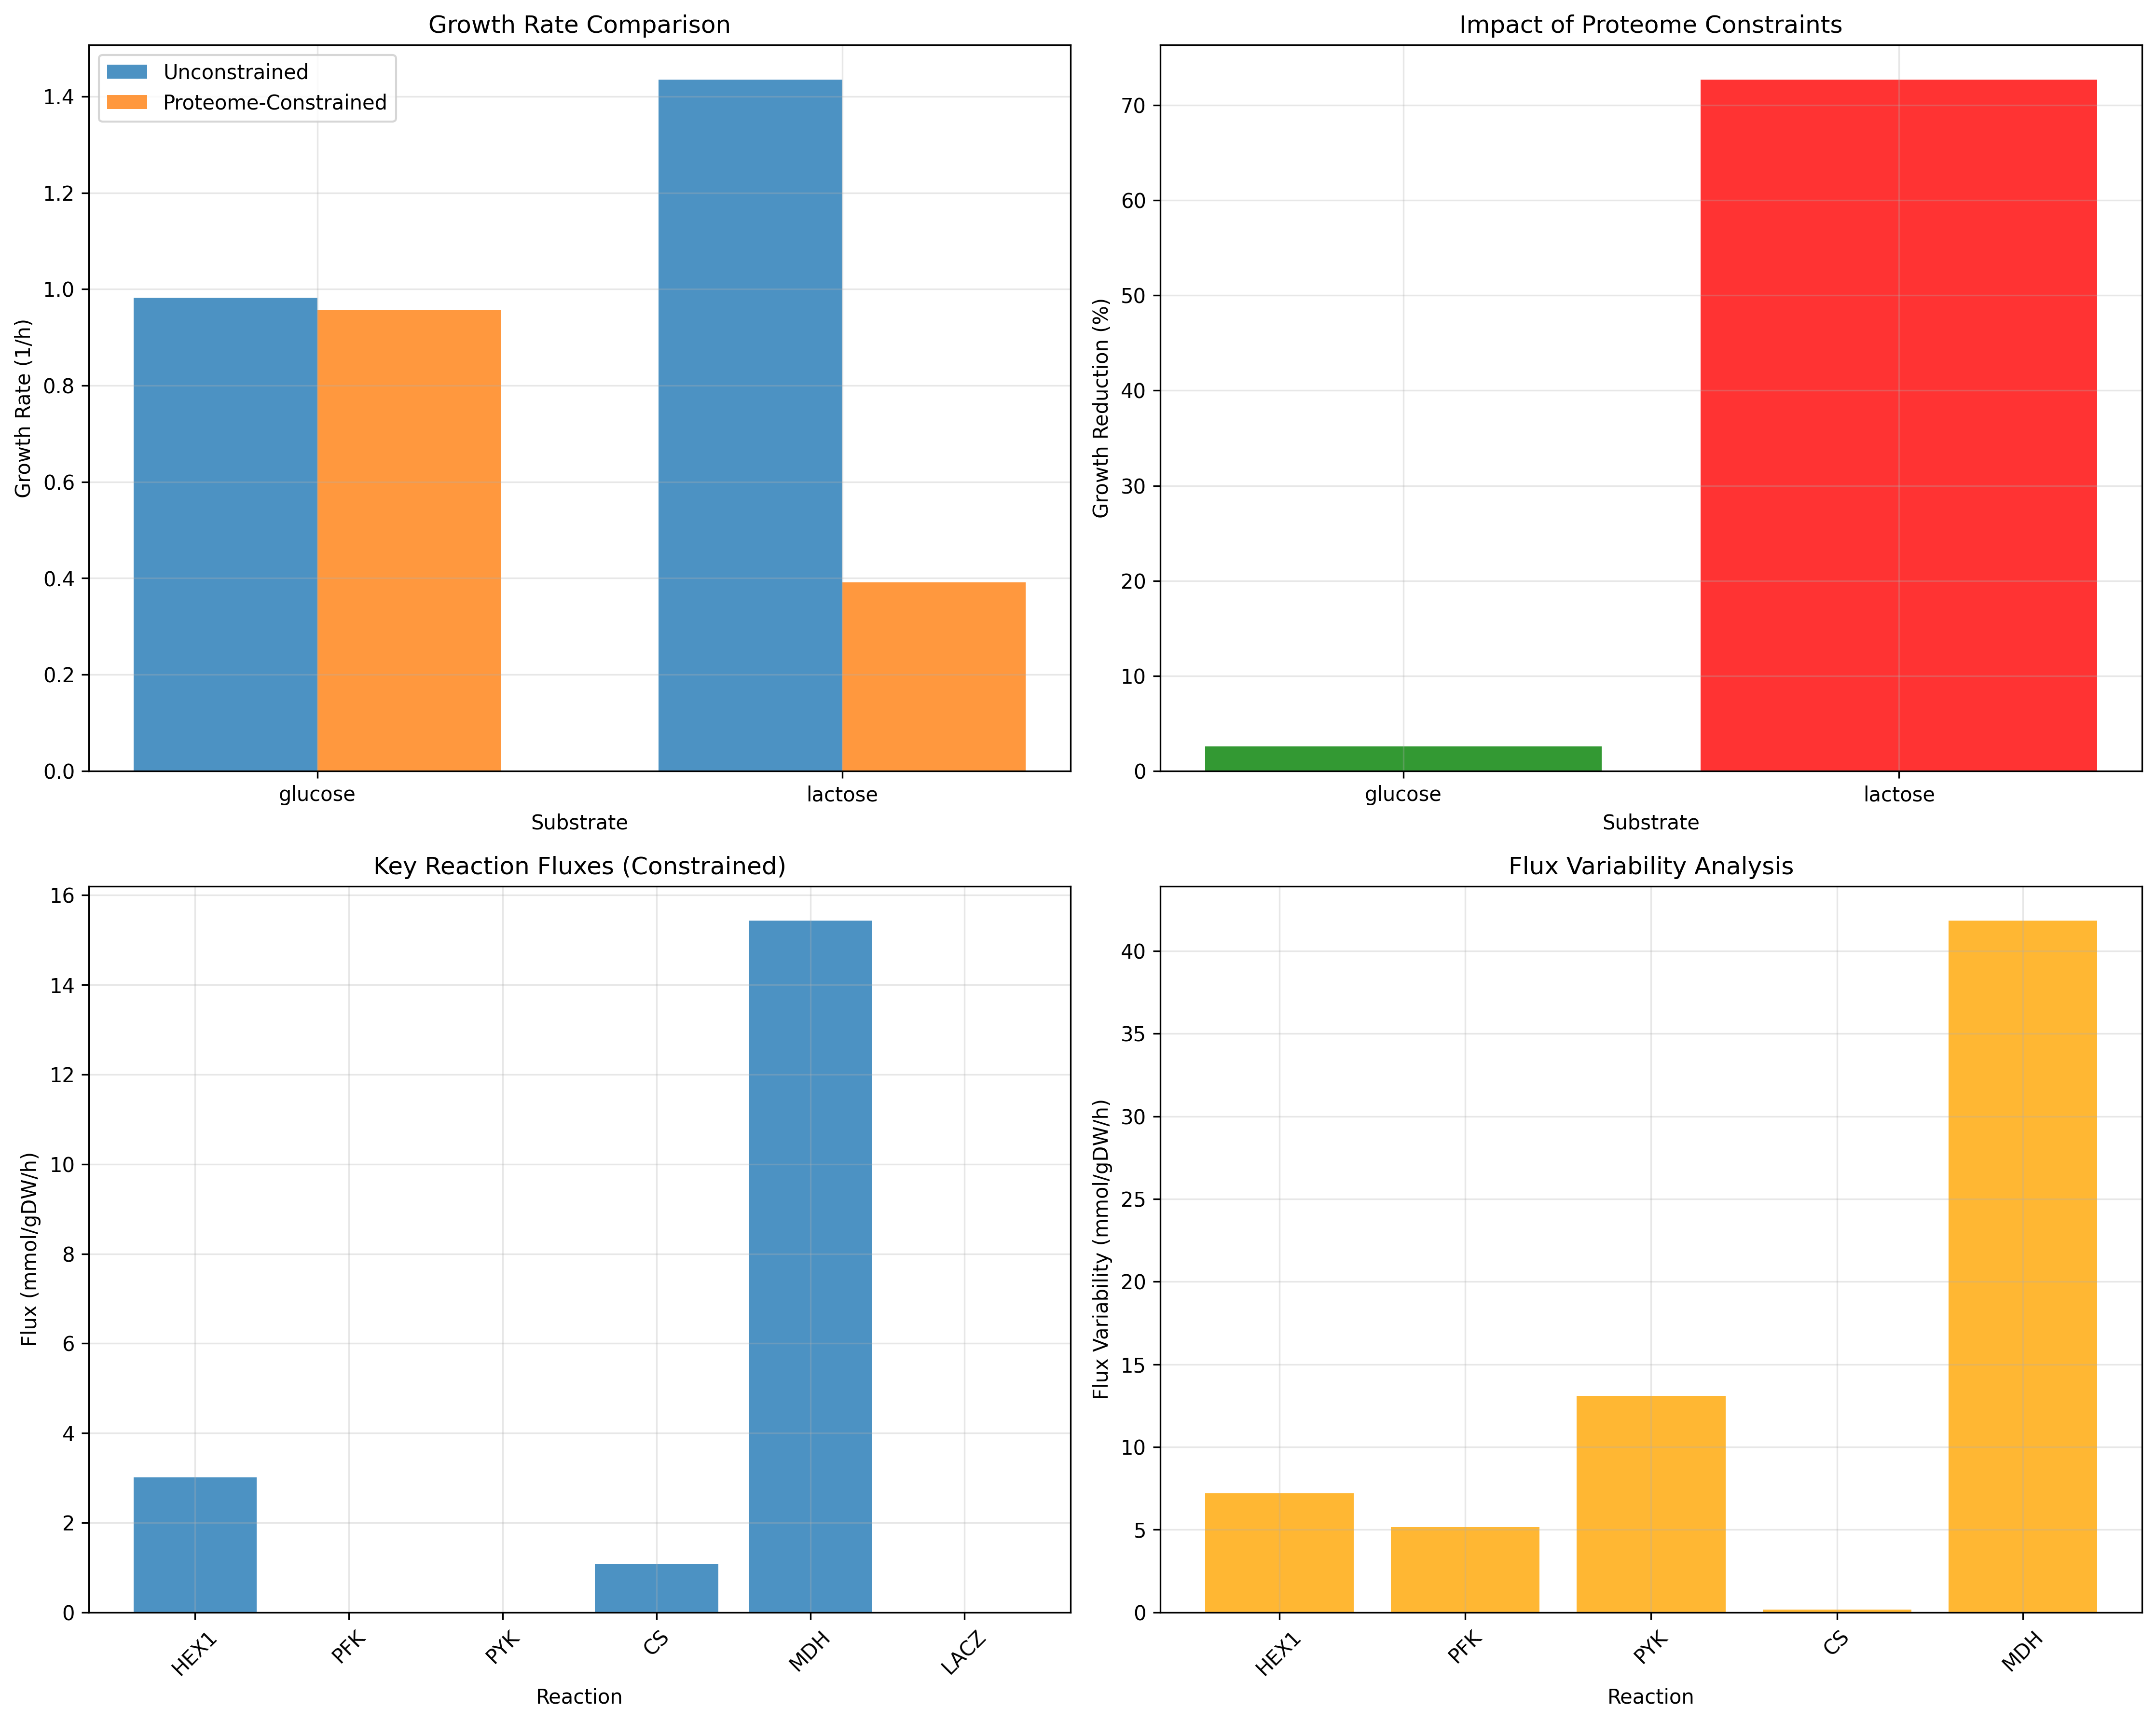 Growth Rate Comparison
Unconstrained
Proteome-Constrained
Growth Rate (1/h)
1.4
1.2
1.0
0.8
0.6
0.4
0.2
0.0
glucose
lactose
Substrate
Impact of Proteome Constraints
Growth Reduction (%)
70
60
50
40
30
20
10
0
glucose
lactose
Substrate
Key Reaction Fluxes (Constrained)
Flux (mmol/gDW/h)
16
14
12
10
8
6
4
2
0
HEX1
PFK
PYK
CS
MDH
LACZ
Reaction
Flux Variability Analysis
Flux Variability (mmol/gDW/h)
40
35
30
25
20
15
10
5
0
HEX1
PFK
PYK
CS
MDH
Reaction